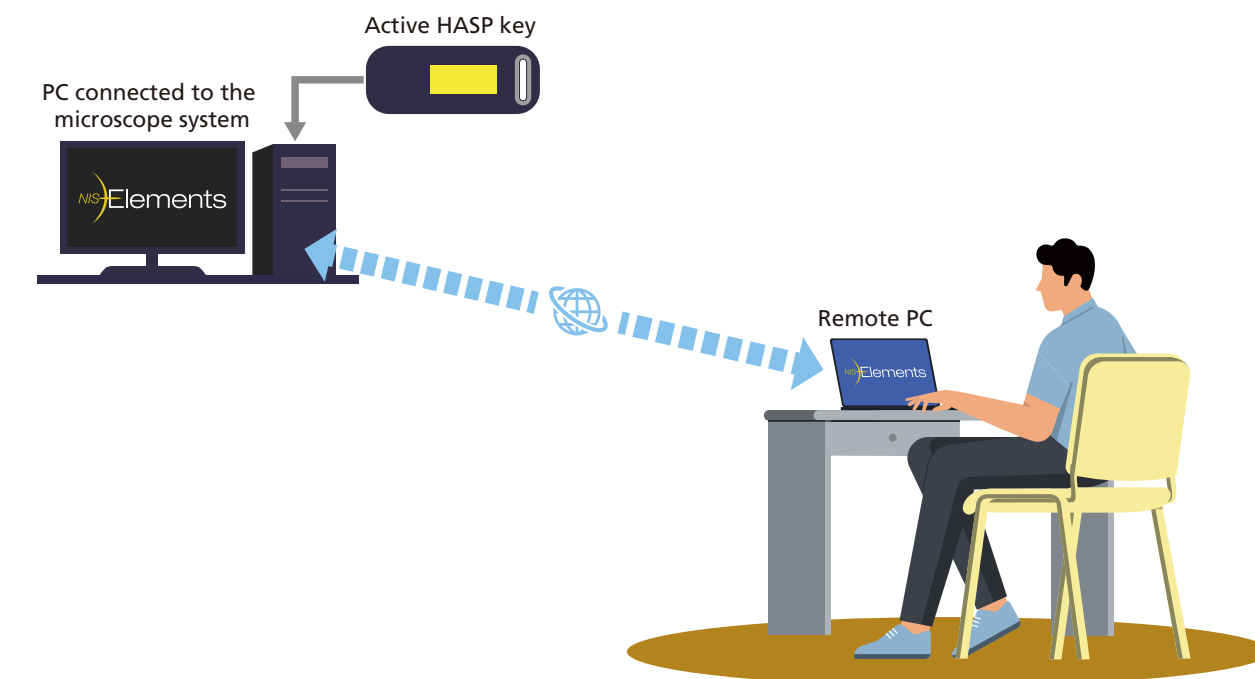 Active HASP key
PC connected to the
microscope system
NIS-Elements
Remote PC
NIS-Elements